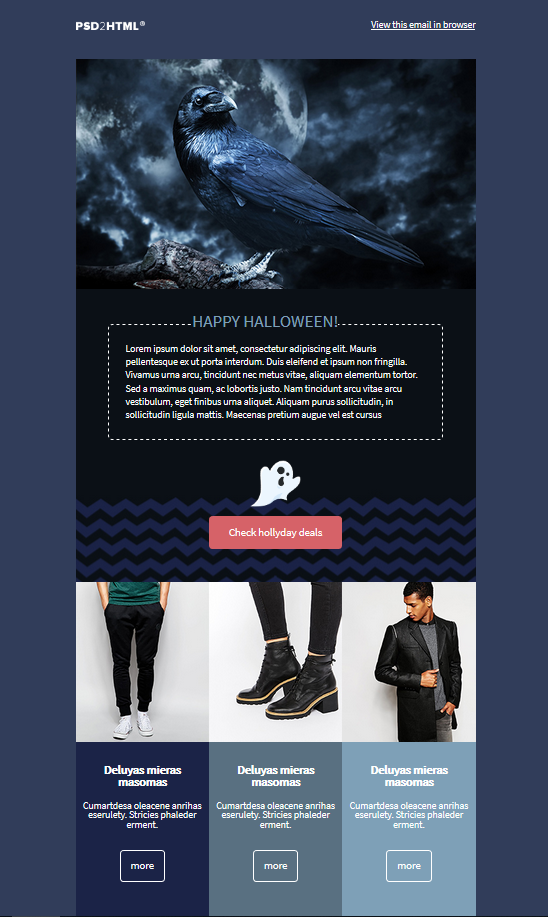 PSD2HTML®
View this email in browser
HAPPY HALLOWEEN!
Lorem ipsum dolor sit amet, consectetur adipiscing elit. Mauris
pellentesque ex ut porta interdum. Duis eleifend et ipsum non fringilla.
Vivamus urna arcu, tincidunt nec metus vitae, aliquam elementum tortor.
Sed a maximus quam, ac lobortis justo. Nam tincidunt arcu vitae arcu
vestibulum, eget finibus urna aliquet. Aliquam purus sollicitudin, in
sollicitudin ligula mattis. Maecenas pretium augue vel est cursus
Check hollyday deals
Deluyas mieras
masomas
Cumartdesa oleacene anrihas
eserulety. Stricies phaleder
erment.
more
Deluyas mieras
masomas
Cumartdesa oleacene anrihas
eserulety. Stricies phaleder
erment.
more
Deluyas mieras
masomas
Cumartdesa oleacene anrihas
eserulety. Stricies phaleder
erment.
more